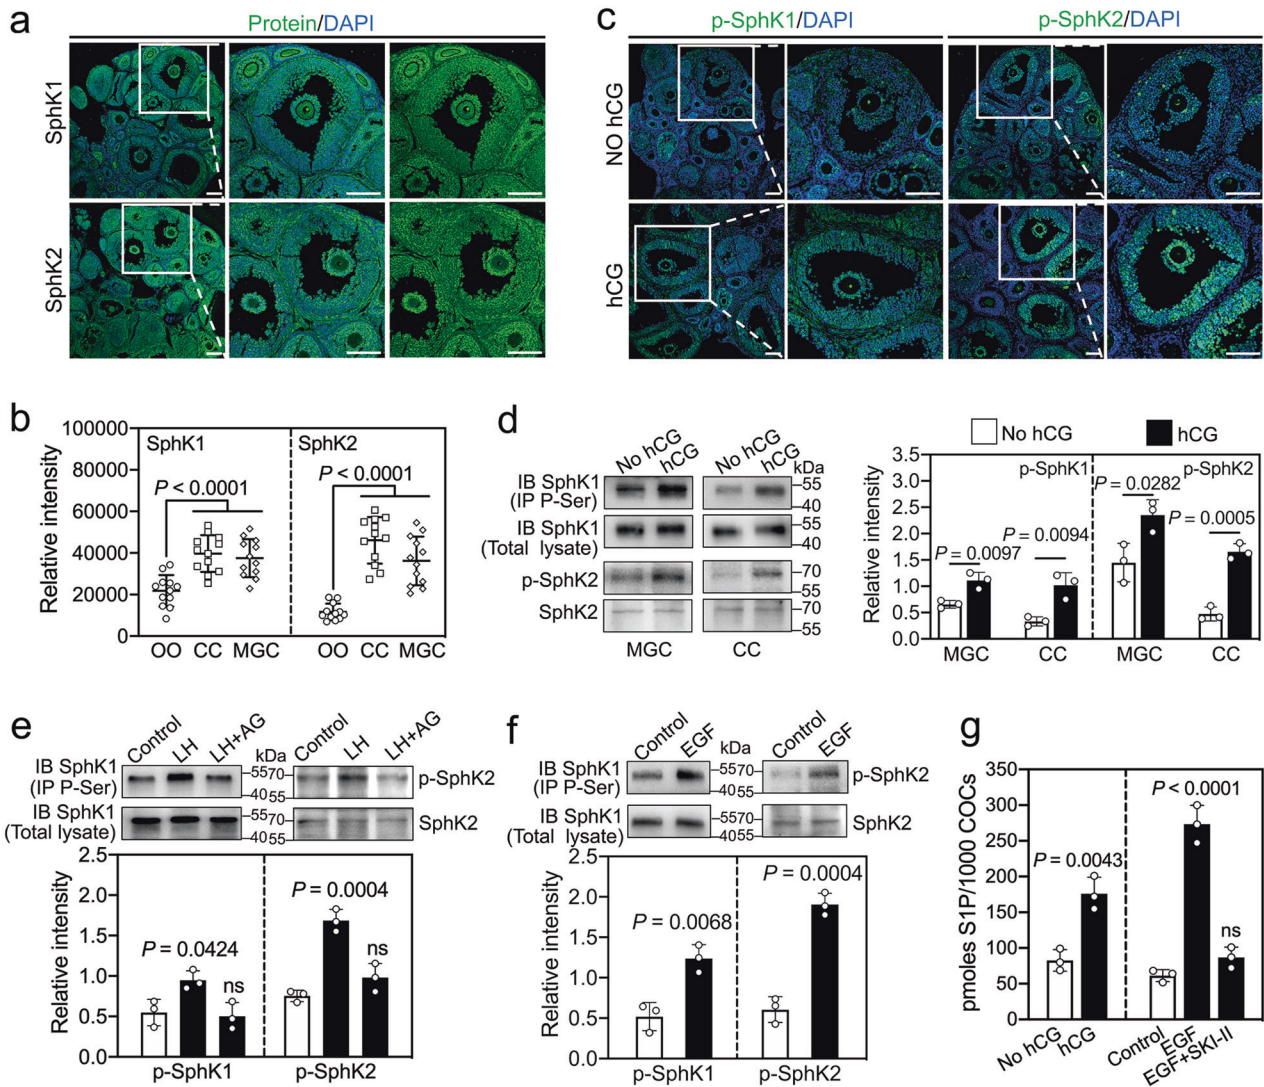 a
Protein/DAPI
SphK1
SphK2
c
p-SphK1/DAPI
p-SphK2/DAPI
NO hCG
hCG
b
Relative intensity
100000
80000
60000
40000
20000
0
SphK1
SphK2
P < 0.0001
P < 0.0001
OO CC MGC OO CC MGC
d
No hCG
hCG
No hCG
hCG
kDa
IB SphK1
(IP P-Ser)
55
40
IB SphK1
(Total lysate)
55
40
p-SphK2
70
55
SphK2
70
55
MGC CC
No hCG hCG
Relative intensity
3.5
3.0
2.5
2.0
1.5
1.0
0.5
0.0
p-SphK1
p-SphK2
P = 0.0097
P = 0.0094
P = 0.0282
P = 0.0005
MGC CC MGC CC
e
Control
LH
LH+AG
kDa
Control
LH
LH+AG
IB SphK1
(IP P-Ser)
5570
4055
p-SphK2
IB SphK1
(Total lysate)
5570
4055
SphK2
Relative intensity
2.5
2.0
1.5
1.0
0.5
0.0
P = 0.0424
ns
P = 0.0004
ns
p-SphK1 p-SphK2
f
Control
EGF
kDa
Control
EGF
IB SphK1
(IP P-Ser)
5570
4055
p-SphK2
IB SphK1
(Total lysate)
5570
4055
SphK2
Relative intensity
2.5
2.0
1.5
1.0
0.5
0.0
P = 0.0068
P = 0.0004
p-SphK1 p-SphK2
g
pmoles S1P/1000 COCs
350
300
250
200
150
100
50
0
P = 0.0043
P < 0.0001
ns
No hCG
hCG
Control
EGF
EGF+SKI-II